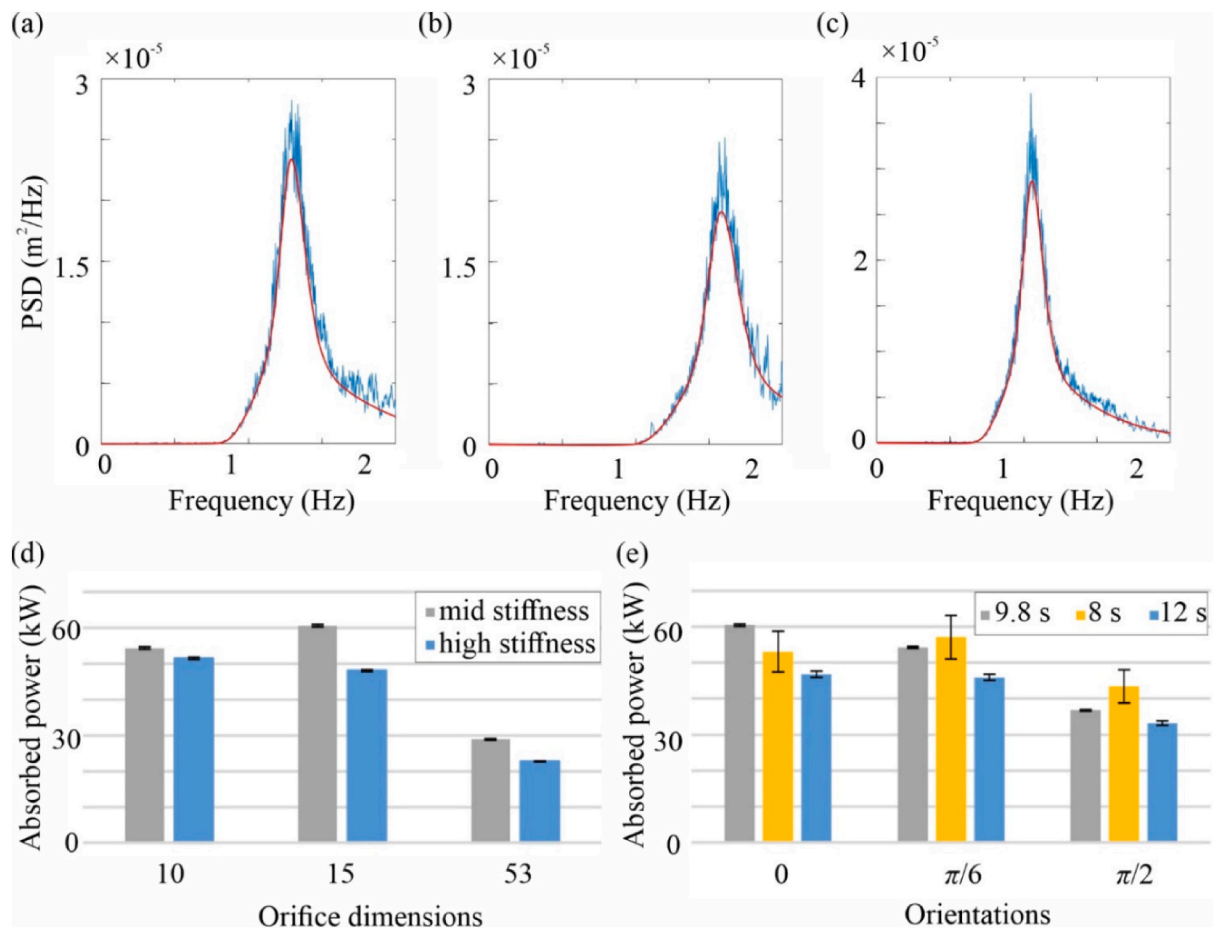 (a)
(b)
(c)
×10⁻⁵
×10⁻⁵
×10⁻⁵
3
3
4
PSD (m²/Hz)
1.5
1.5
2
0
0
0
0 1 2
0 1 2
0 1 2
Frequency (Hz)
Frequency (Hz)
Frequency (Hz)
(d)
Absorbed power (kW)
60
30
0
mid stiffness
high stiffness
10 15 53
Orifice dimensions
(e)
Absorbed power (kW)
60
30
0
9.8 s 8 s 12 s
0 π/6 π/2
Orientations